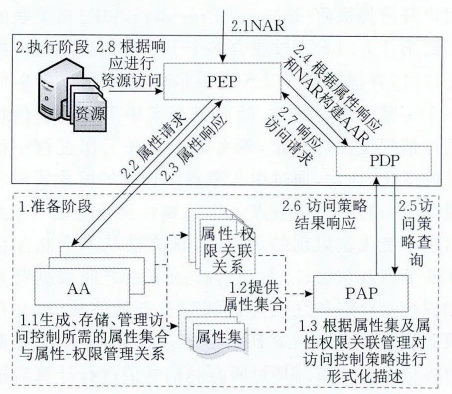 2.1NAR
2.执行阶段
2.8 根据响
应进行
资源访问
PEP
2.4 根据属性响应
和NAR构建AAR
资源
2.7 响应
访问请求
2.2 属性请求
2.3 属性响应
PDP
1.准备阶段
2.6 访问策略
结果响应
2.5访
问策
略查
询
属性-权
限关联
关系
AA
1.2提供
属性集合
PAP
1.1生成、存储、管理访
问控制所需的属性集合
与属性-权限管理关系
属性集
1.3 根据属性集及属
性权限关联管理对
访问控制策略进行
形式化描述